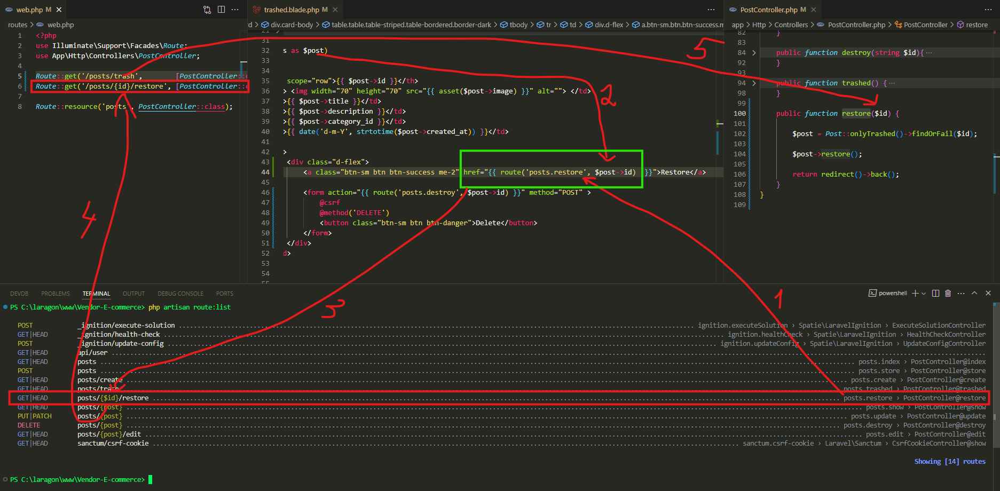 web.php M
routes > web.php
1 <?php
2 use Illuminate\Support\Facades\Route;
3 use App\Http\Controllers\PostController;
4
5 Route::get('/posts/trash', [PostController::
6 Route::get('/posts/{id}/restore', [PostController::
7
8 Route::resource('posts', PostController::class);
trashed.blade.php M
div.card-body > table.table.table-striped.table-bordered.border-dark > tbody > tr > td > div.d-flex > a.btn-sm.btn.btn-success.m
31
32 s as $post)
33
34
35 scope="row">{{ $post->id }}</th>
36 > <img width="70" height="70" src="{{ asset($post->image) }}" alt=""> </td>
37 >{{ $post->title }}</td>
38 >{{ $post->description }}</td>
39 >{{ $post->category_id }}</td>
40 >{{ date('d-m-Y', strtotime($post->created_at)) }}</td>
41
42 >
43 <div class="d-flex">
44 <a class="btn-sm btn btn-success me-2" href="{{ route('posts.restore', $post->id) }}">Restore</a>
45
46 <form action="{{ route('posts.destroy', $post->id) }}" method="POST" >
47 @csrf
48 @method('DELETE')
49 <button class="btn-sm btn btn-danger">Delete</button>
50 </form>
51 </div>
52 d>
53
54
PostController.php M
app > Http > Controllers > PostController.php > PostController > restore
82 }
83
84 public function destroy(string $id){ ...
92 }
93
94 public function trashed() { ...
98 }
99
100 public function restore($id) {
101
102 $post = Post::onlyTrashed()->findOrFail($id);
103
104 $post->restore();
105
106 return redirect()->back();
107 }
108 }
109
5
2
4
3
1
DEVDB PROBLEMS TERMINAL OUTPUT DEBUG CONSOLE PORTS
powershell
PS C:\laragon\www\Vendor-E-commerce> php artisan route:list
POST _ignition/execute-solution ignition.executeSolution › Spatie\LaravelIgnition › ExecuteSolutionController
GET|HEAD _ignition/health-check ignition.healthCheck › Spatie\LaravelIgnition › HealthCheckController
POST _ignition/update-config ignition.updateConfig › Spatie\LaravelIgnition › UpdateConfigController
GET|HEAD api/user
GET|HEAD posts posts.index › PostController@index
POST posts posts.store › PostController@store
GET|HEAD posts/create posts.create › PostController@create
GET|HEAD posts/trash posts.trashed › PostController@trashed
GET|HEAD posts/{$id}/restore posts.restore › PostController@restore
GET|HEAD posts/{post} posts.show › PostController@show
PUT|PATCH posts/{post} posts.update › PostController@update
DELETE posts/{post} posts.destroy › PostController@destroy
GET|HEAD posts/{post}/edit posts.edit › PostController@edit
GET|HEAD sanctum/csrf-cookie sanctum.csrf-cookie › Laravel\Sanctum › CsrfCookieController@show
Showing [14] routes
PS C:\laragon\www\Vendor-E-commerce>